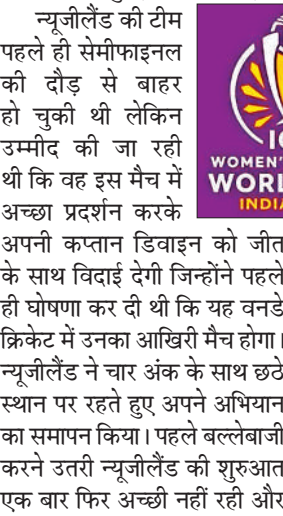 न्यूजीलैंड की टीम
पहले ही सेमीफाइनल
की दौड़ से बाहर
हो चुकी थी लेकिन
उम्मीद की जा रही
थी कि वह इस मैच में
अच्छा प्रदर्शन करके
अपनी कप्तान डिवाइन को जीत
के साथ विदाई देगी जिन्होंने पहले
ही घोषणा कर दी थी कि यह वनडे
क्रिकेट में उनका आखिरी मैच होगा।
न्यूजीलैंड ने चार अंक के साथ छठे
स्थान पर रहते हुए अपने अभियान
का समापन किया। पहले बल्लेबाजी
करने उतरी न्यूजीलैंड की शुरुआत
एक बार फिर अच्छी नहीं रही और
WOMEN'
WORL
INDIA